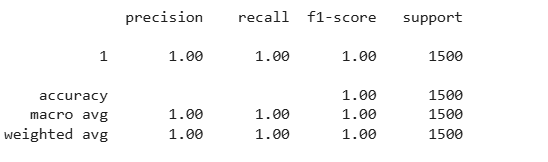 precision recall f1-score support
1 1.00 1.00 1.00 1500
accuracy 1.00 1500
macro avg 1.00 1.00 1.00 1500
weighted avg 1.00 1.00 1.00 1500